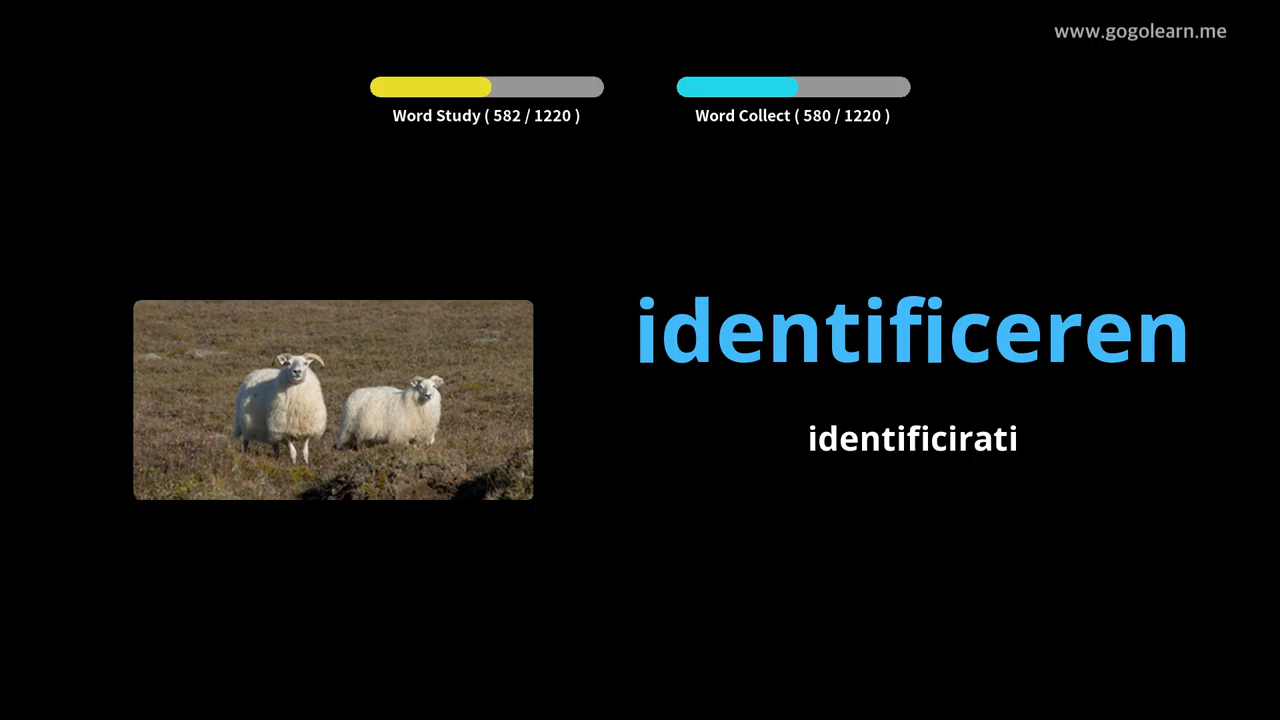 www.gogolearn.me
Word Study ( 582 / 1220 )
Word Collect ( 580 / 1220 )
identificeren
identificirati